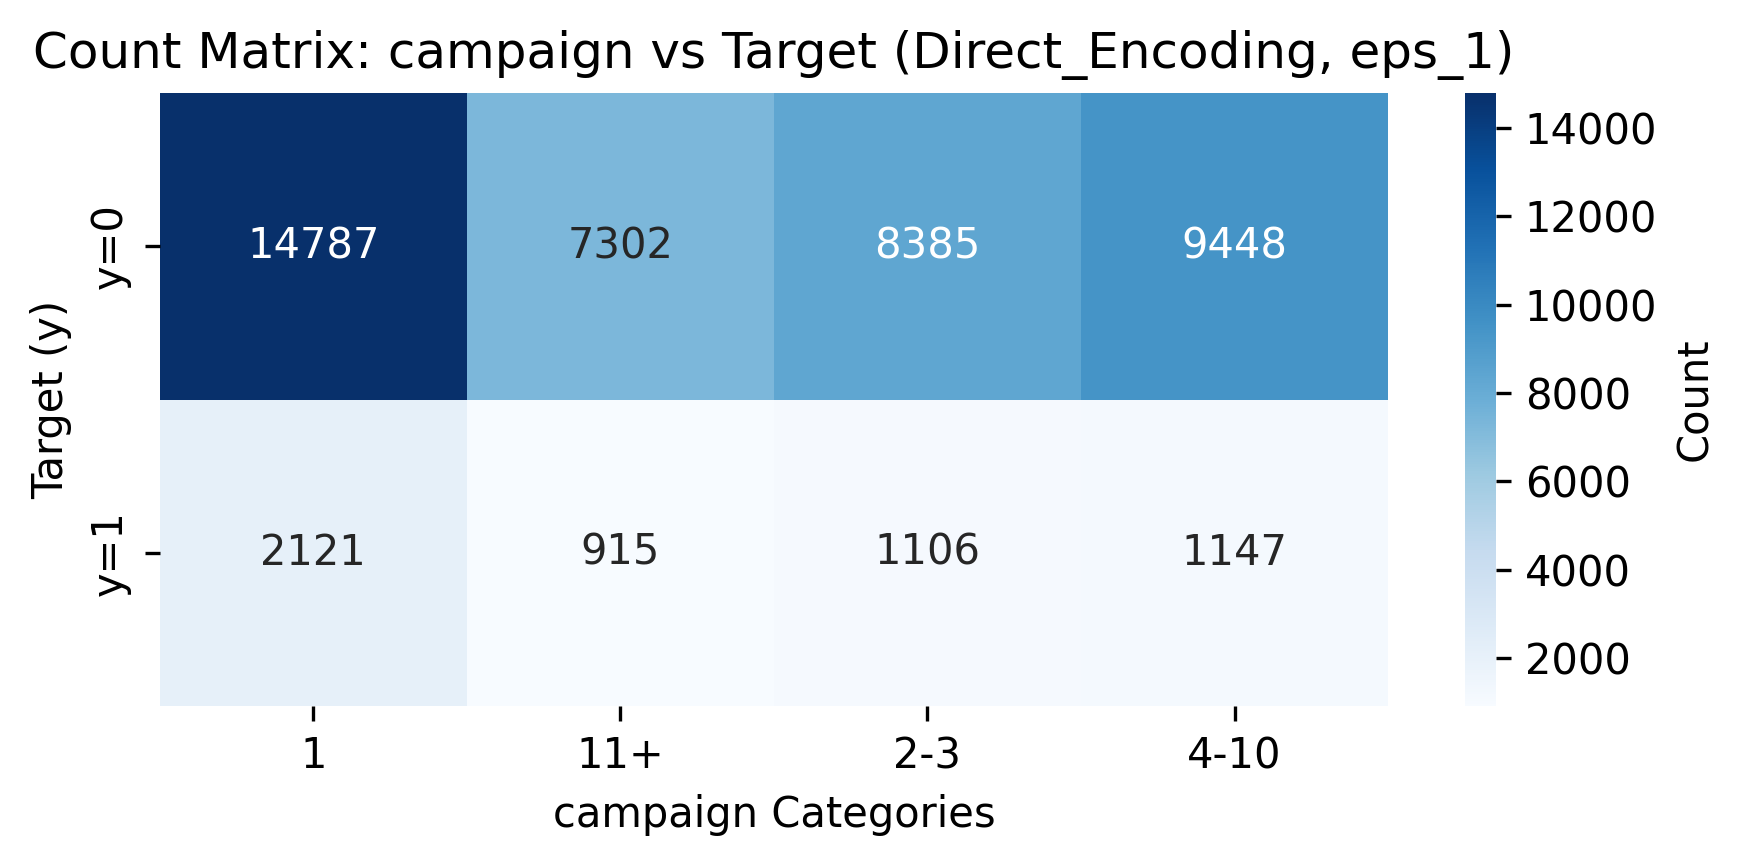 Count Matrix: campaign vs Target (Direct_Encoding, eps_1)
Target (y)
y=0
14787 7302 8385 9448
y=1
2121 915 1106 1147
1 11+ 2-3 4-10
campaign Categories
14000
12000
10000
8000
6000
4000
2000
Count